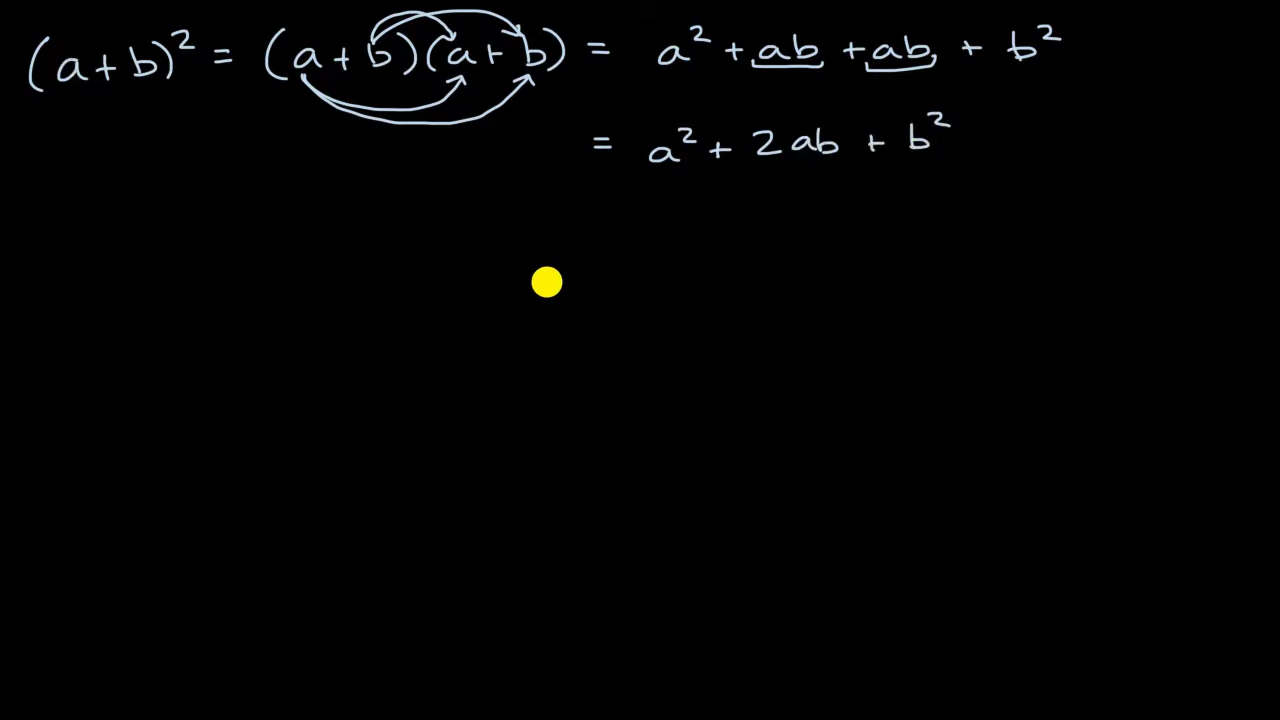 (a+b)² = (a+b)(a+b) = a² + ab + ab + b²
= a² + 2ab + b²